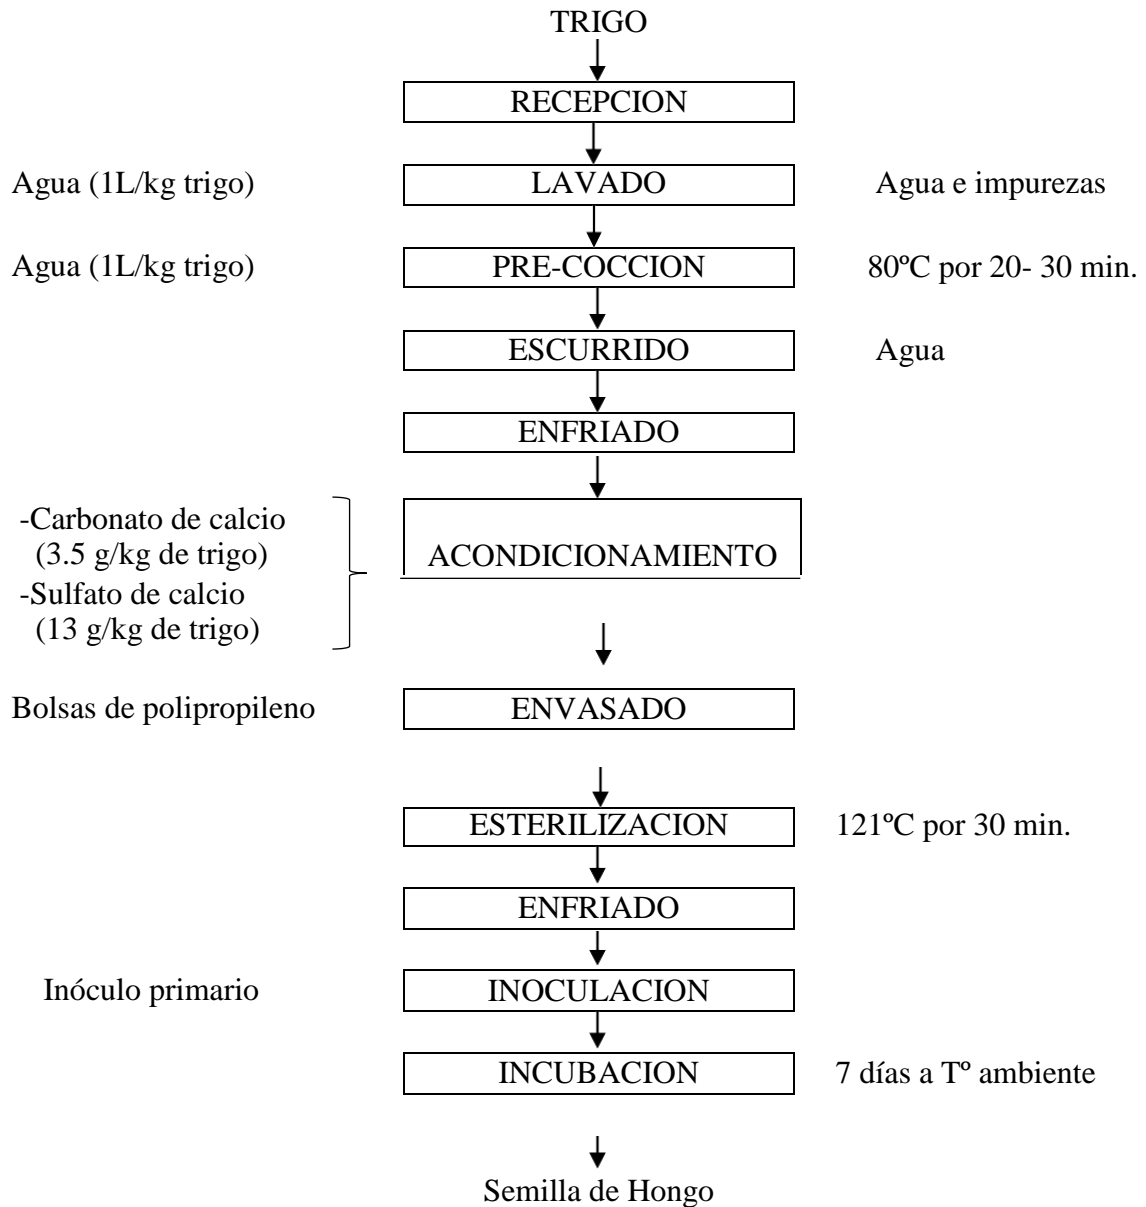 TRIGO
RECEPCION
Agua (1L/kg trigo)
LAVADO
Agua e impurezas
Agua (1L/kg trigo)
PRE-COCCION
80ºC por 20- 30 min.
ESCURRIDO
Agua
ENFRIADO
-Carbonato de calcio
(3.5 g/kg de trigo)
-Sulfato de calcio
(13 g/kg de trigo)
ACONDICIONAMIENTO
Bolsas de polipropileno
ENVASADO
ESTERILIZACION
121ºC por 30 min.
ENFRIADO
Inóculo primario
INOCULACION
INCUBACION
7 días a Tº ambiente
Semilla de Hongo